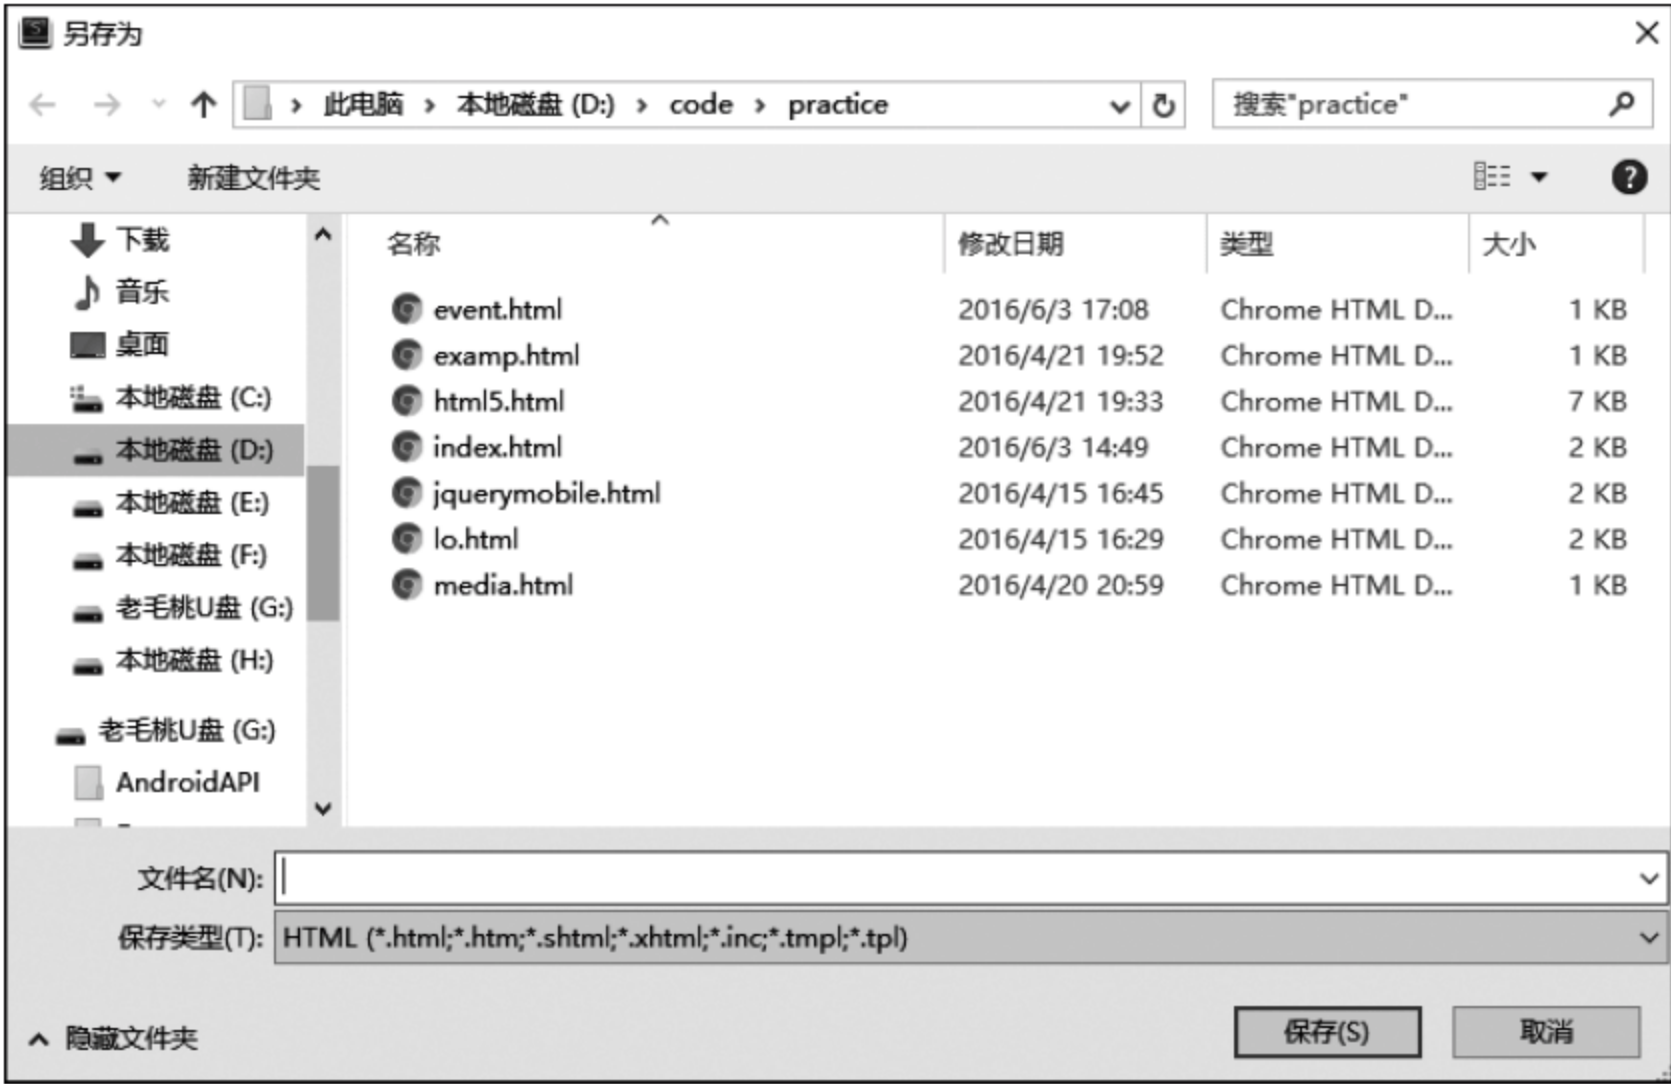 另存为
此电脑 › 本地磁盘 (D:) › code › practice
搜索"practice"
组织
新建文件夹
下载
音乐
桌面
本地磁盘 (C:)
本地磁盘 (D:)
本地磁盘 (E:)
本地磁盘 (F:)
老毛桃U盘 (G:)
本地磁盘 (H:)
老毛桃U盘 (G:)
AndroidAPI
名称 修改日期 类型 大小
event.html 2016/6/3 17:08 Chrome HTML D... 1 KB
examp.html 2016/4/21 19:52 Chrome HTML D... 1 KB
html5.html 2016/4/21 19:33 Chrome HTML D... 7 KB
index.html 2016/6/3 14:49 Chrome HTML D... 2 KB
jquerymobile.html 2016/4/15 16:45 Chrome HTML D... 2 KB
lo.html 2016/4/15 16:29 Chrome HTML D... 2 KB
media.html 2016/4/20 20:59 Chrome HTML D... 1 KB
文件名(N):
保存类型(T): HTML (*.html;*.htm;*.shtml;*.xhtml;*.inc;*.tmpl;*.tpl)
隐藏文件夹
保存(S)
取消